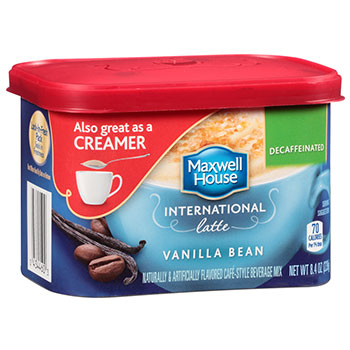 Also great as a
CREAMER
DECAFFEINATED
Maxwell
House
INTERNATIONAL
latte
VANILLA BEAN
70
CALORIES
NATURALLY & ARTIFICIALLY FLAVORED CAFÉ-STYLE BEVERAGE MIX
NET WT 8.4 OZ